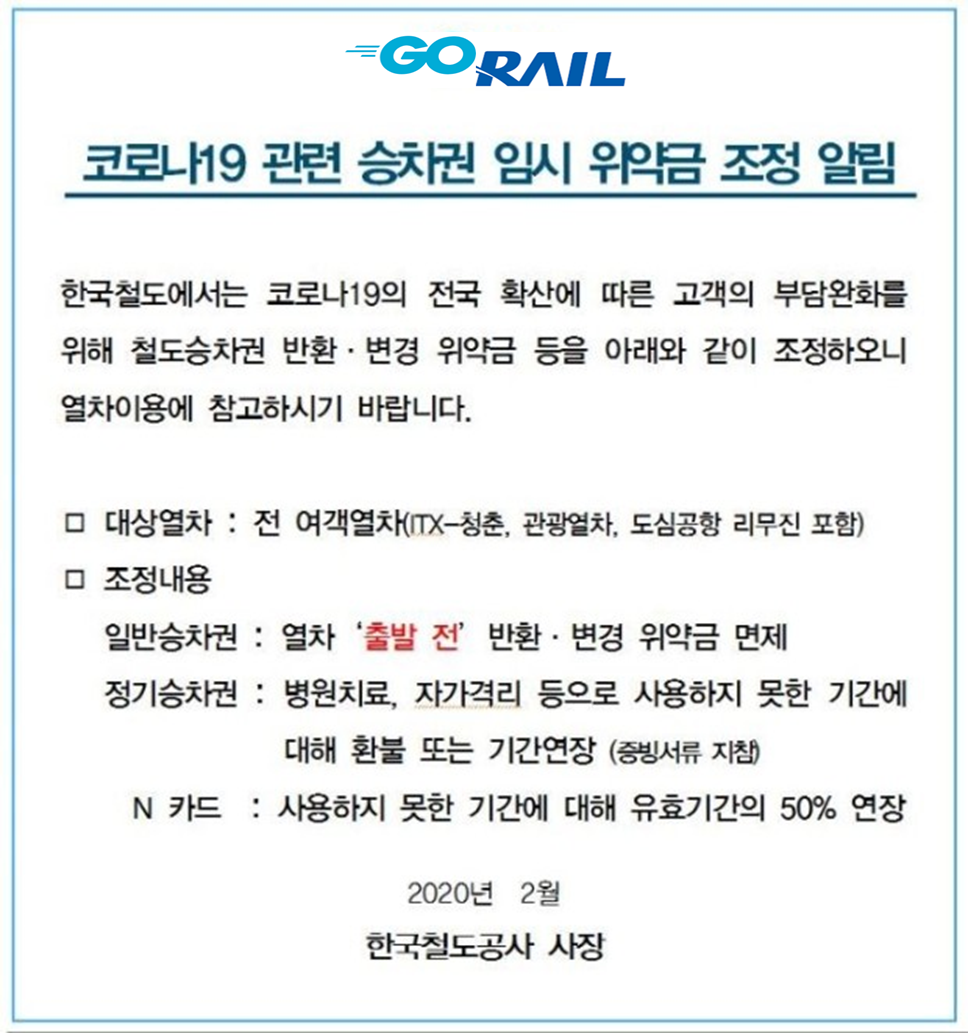 GO RAIL
코로나19 관련 승차권 임시 위약금 조정 알림
한국철도에서는 코로나19의 전국 확산에 따른 고객의 부담완화를
위해 철도승차권 반환·변경 위약금 등을 아래와 같이 조정하오니
열차이용에 참고하시기 바랍니다.
□ 대상열차 : 전 여객열차(ITX-청춘, 관광열차, 도심공항 리무진 포함)
□ 조정내용
일반승차권 : 열차 ‘출발 전’ 반환·변경 위약금 면제
정기승차권 : 병원치료, 자가격리 등으로 사용하지 못한 기간에
대해 환불 또는 기간연장 (증빙서류 지참)
N 카드 : 사용하지 못한 기간에 대해 유효기간의 50% 연장
2020년 2월
한국철도공사 사장